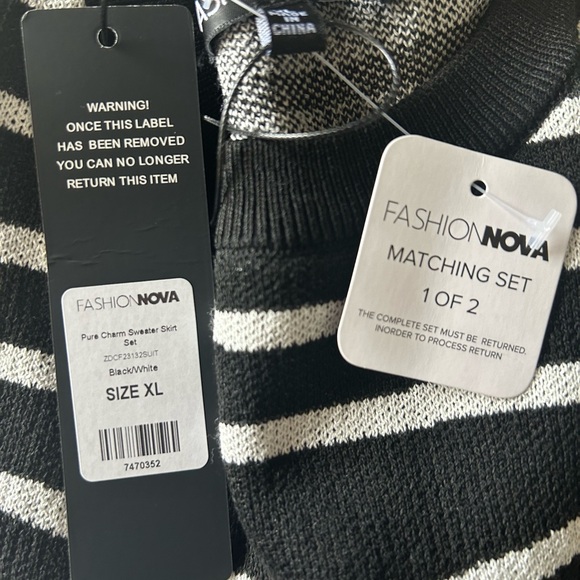 WARNING!
ONCE THIS LABEL
HAS BEEN REMOVED
YOU CAN NO LONGER
RETURN THIS ITEM
FASHIONNOVA
Pure Charm Sweater Skirt
Set
ZDCF23132SUIT
Black/White
SIZE XL
7470352
IN
CHINA
FASHIONNOVA
MATCHING SET
1 OF 2
THE COMPLETE SET MUST BE RETURNED
INORDER TO PROCESS RETURN